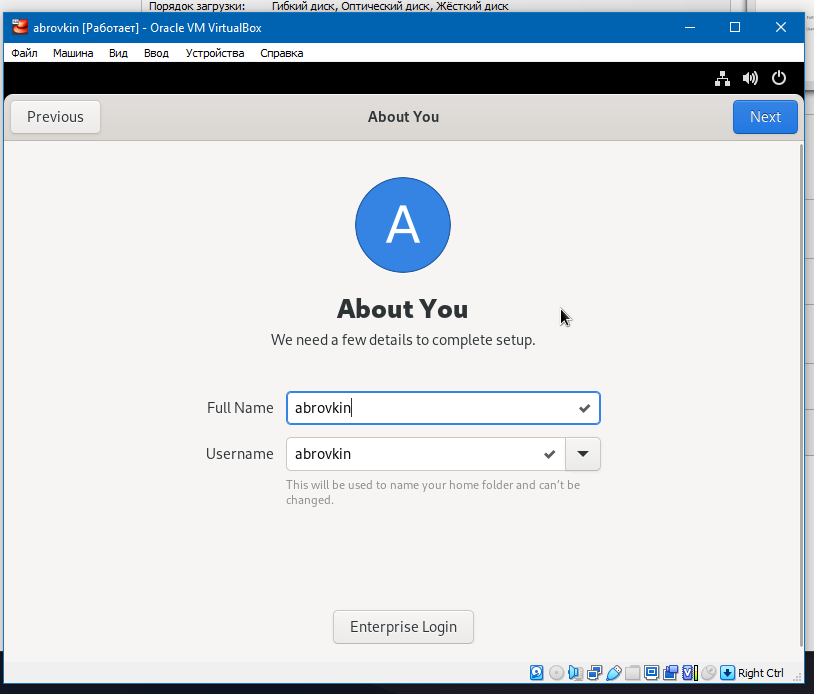 Порядок загрузки: Гибкий диск, Оптический диск, Жёсткий диск
abrovkin [Работает] - Oracle VM VirtualBox
Файл Машина Вид Ввод Устройства Справка
Previous About You Next
A
About You
We need a few details to complete setup.
Full Name abrovkin
Username abrovkin
This will be used to name your home folder and can't be
changed.
Enterprise Login
Right Ctrl